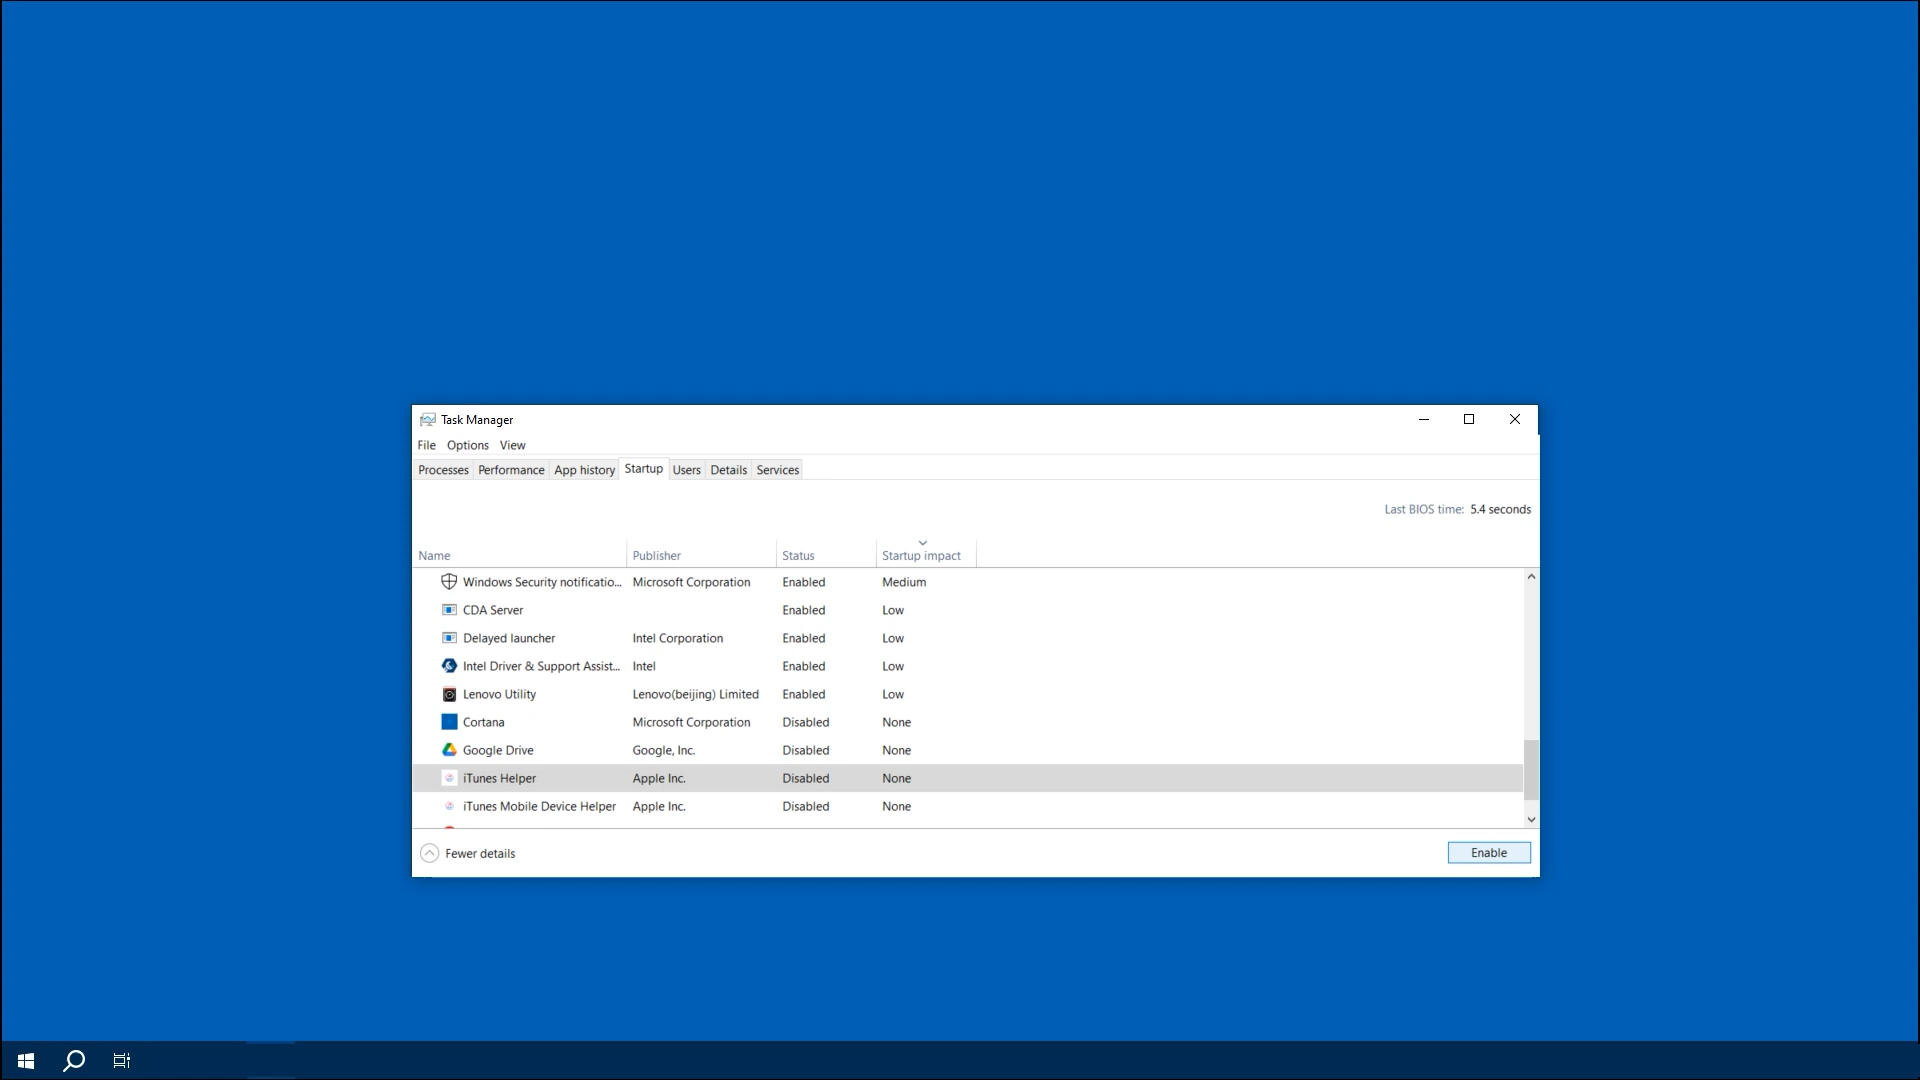 Task Manager
File Options View
Processes Performance App history Startup Users Details Services
Last BIOS time: 5.4 seconds
Name Publisher Status Startup impact
Windows Security notificatio... Microsoft Corporation Enabled Medium
CDA Server Enabled Low
Delayed launcher Intel Corporation Enabled Low
Intel Driver & Support Assist... Intel Enabled Low
Lenovo Utility Lenovo(beijing) Limited Enabled Low
Cortana Microsoft Corporation Disabled None
Google Drive Google, Inc. Disabled None
iTunes Helper Apple Inc. Disabled None
iTunes Mobile Device Helper Apple Inc. Disabled None
Fewer details Enable